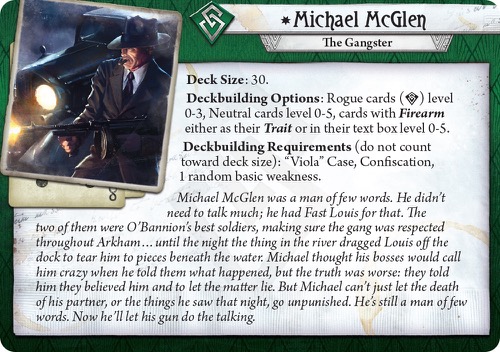 ✷Michael McGlen
The Gangster
Deck Size: 30.
Deckbuilding Options: Rogue cards () level
0-3, Neutral cards level 0-5, cards with Firearm
either as their Trait or in their text box level 0-5.
Deckbuilding Requirements (do not count
toward deck size): “Viola” Case, Confiscation,
1 random basic weakness.
Michael McGlen was a man of few words. He didn't
need to talk much; he had Fast Louis for that. The
two of them were O'Bannion's best soldiers, making sure the gang was respected
throughout Arkham…until the night the thing in the river dragged Louis off the
dock to tear him to pieces beneath the water. Michael thought his bosses would call
him crazy when he told them what happened, but the truth was worse: they told
him they believed him and to let the matter lie. But Michael can't just let the death
of his partner, or the things he saw that night, go unpunished. He's still a man of few
words. Now he'll let his gun do the talking.